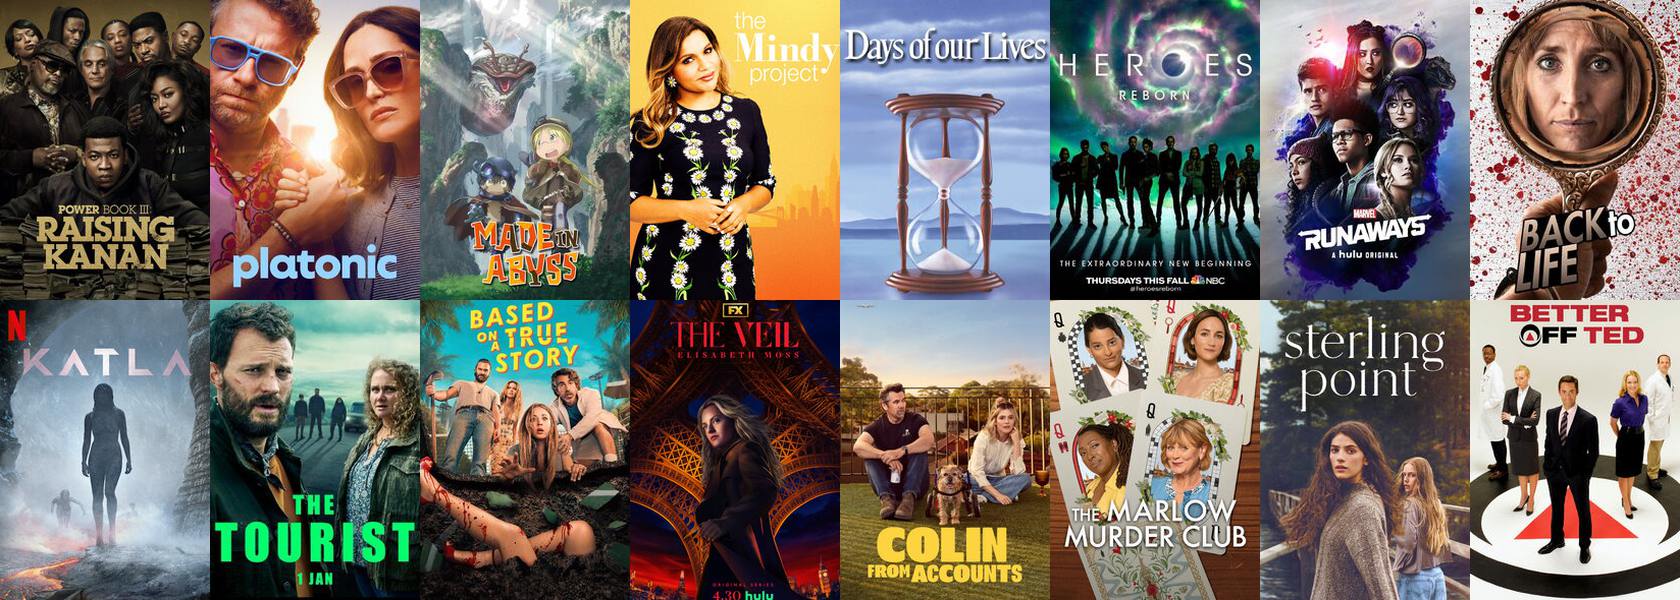 POWER BOOK III:
RAISING
KANAN
platonic
MADE IN
ABYSS
the
Mindy
project
Days of our Lives
HEROES
REBORN
THE EXTRAORDINARY NEW BEGINNING
THURSDAYS THIS FALL NBC
#heroesreborn
MARVEL
RUNAWAYS
A hulu ORIGINAL
BACK to
LIFE
N
KATLA
THE
TOURIST
1 JAN
BASED
ON A TRUE
STORY
FX
THE VEIL
ELISABETH MOSS
ORIGINAL SERIES
4.30 hulu
COLIN
FROM ACCOUNTS
Q
Q
Q
Q
THE MARLOW
MURDER CLUB
sterling
point
BETTER
OFF TED